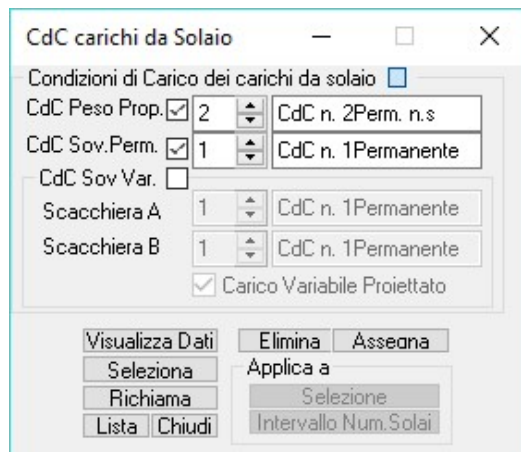 CdC carichi da Solaio
Condizioni di Carico dei carichi da solaio
CdC Peso Prop. 2 CdC n. 2Perm. n.s
CdC Sov.Perm. 1 CdC n. 1Permanente
CdC Sov Var.
Scacchiera A 1 CdC n. 1Permanente
Scacchiera B 1 CdC n. 1Permanente
Carico Variabile Proiettato
Visualizza Dati Elimina Assegna
Seleziona Applica a
Richiama Selezione
Lista Chiudi Intervallo Num.Solai